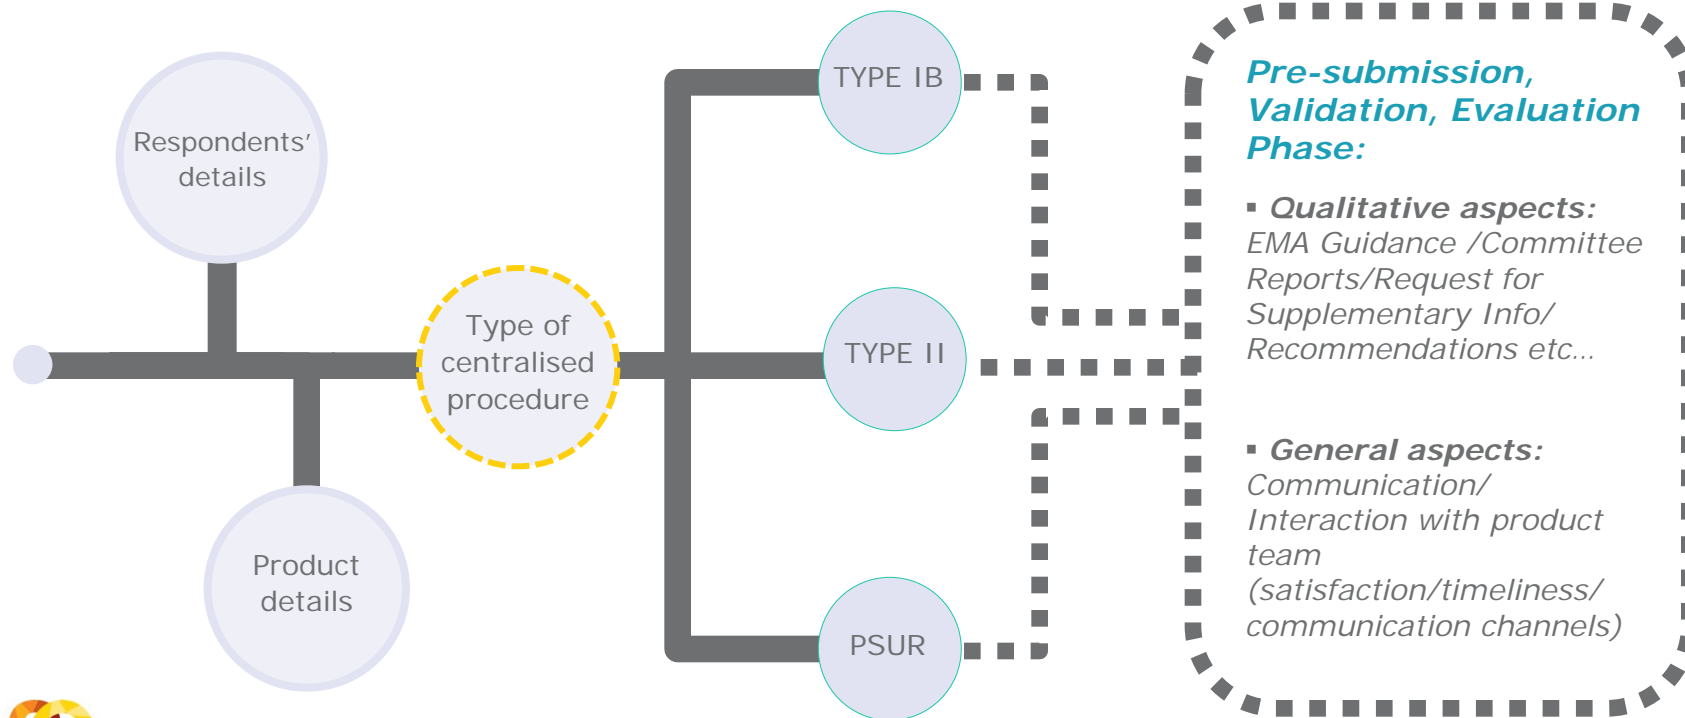 Respondents'
details
Product
details
Type of
centralised
procedure
TYPE IB
TYPE II
PSUR
Pre-submission,
Validation, Evaluation
Phase:
▪ Qualitative aspects:
EMA Guidance /Committee
Reports/Request for
Supplementary Info/
Recommendations etc...
▪ General aspects:
Communication/
Interaction with product
team
(satisfaction/timeliness/
communication channels)